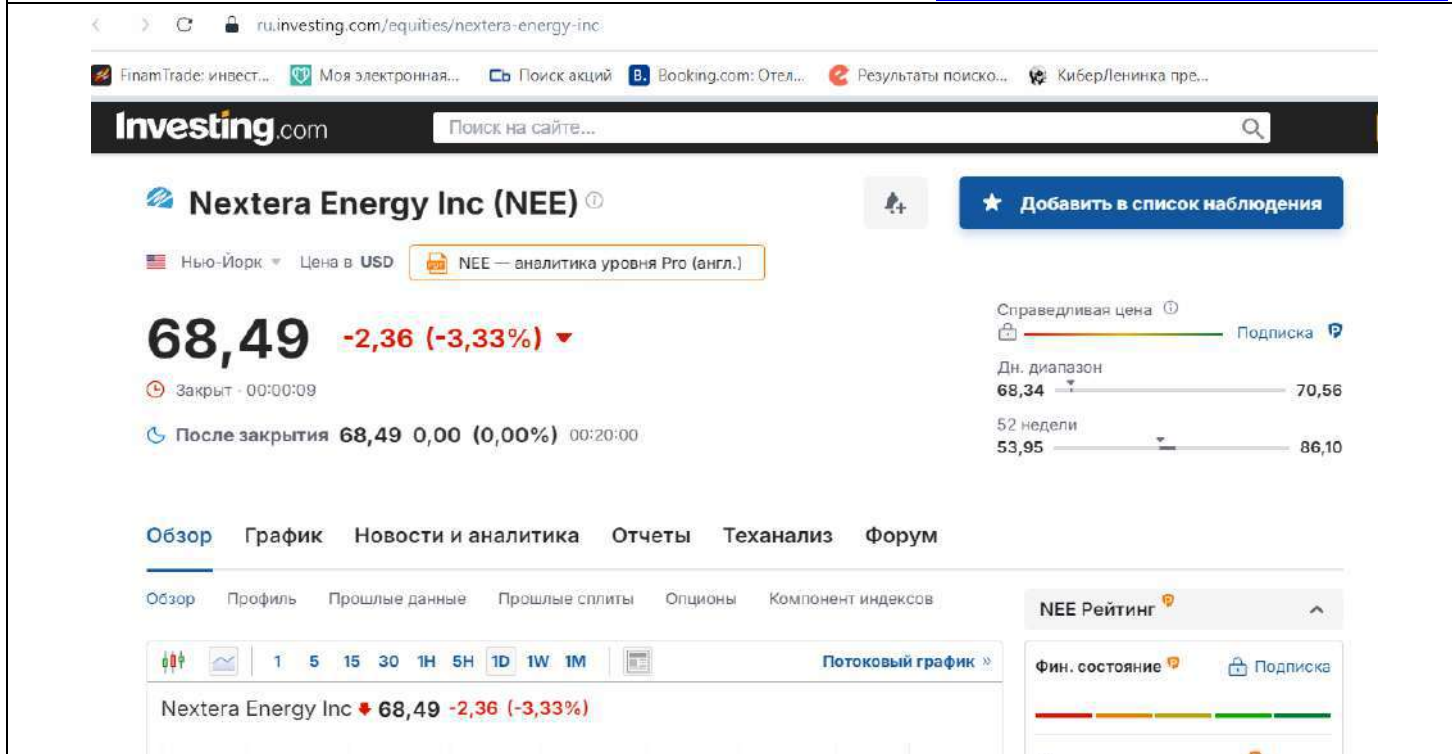 ru.investing.com/equities/nextera-energy-inc
FinamTrade: инвест... Моя электронная... Сb Поиск акций B. Booking.com: Отел... Результаты поиско... КиберЛенинка пре...
Investing.com Поиск на сайте...
Nextera Energy Inc (NEE)
Добавить в список наблюдения
Нью-Йорк Цена в USD NEE — аналитика уровня Pro (англ.)
68,49 -2,36 (-3,33%)
Закрыт · 00:00:09
После закрытия 68,49 0,00 (0,00%) 00:20:00
Справедливая цена
Подписка
Дн. диапазон
68,34 70,56
52 недели
53,95 86,10
Обзор График Новости и аналитика Отчеты Теханализ Форум
Обзор Профиль Прошлые данные Прошлые сплиты Опционы Компонент индексов
NEE Рейтинг
1 5 15 30 1H 5H 1D 1W 1M Потоковый график »
Фин. состояние Подписка
Nextera Energy Inc 68,49 -2,36 (-3,33%)